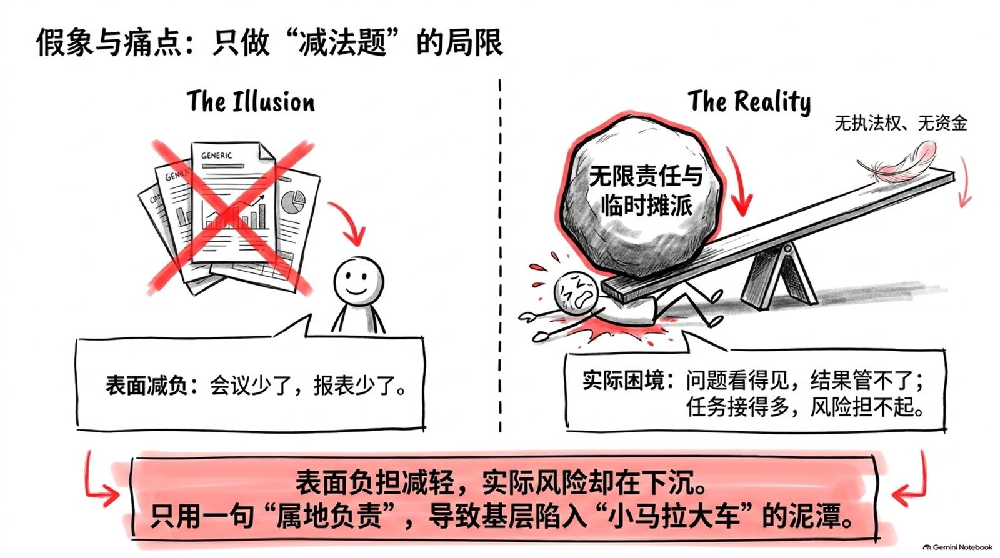 假象与痛点：只做“减法题”的局限
The Illusion
GENERIC
The Reality
无执法权、无资金
无限责任与
临时摊派
表面减负：会议少了，报表少了。
实际困境：问题看得见，结果管不了；
任务接得多，风险担不起。
表面负担减轻，实际风险却在下沉。
只用一句“属地负责”，导致基层陷入“小马拉大车”的泥潭。
Gemini Notebook